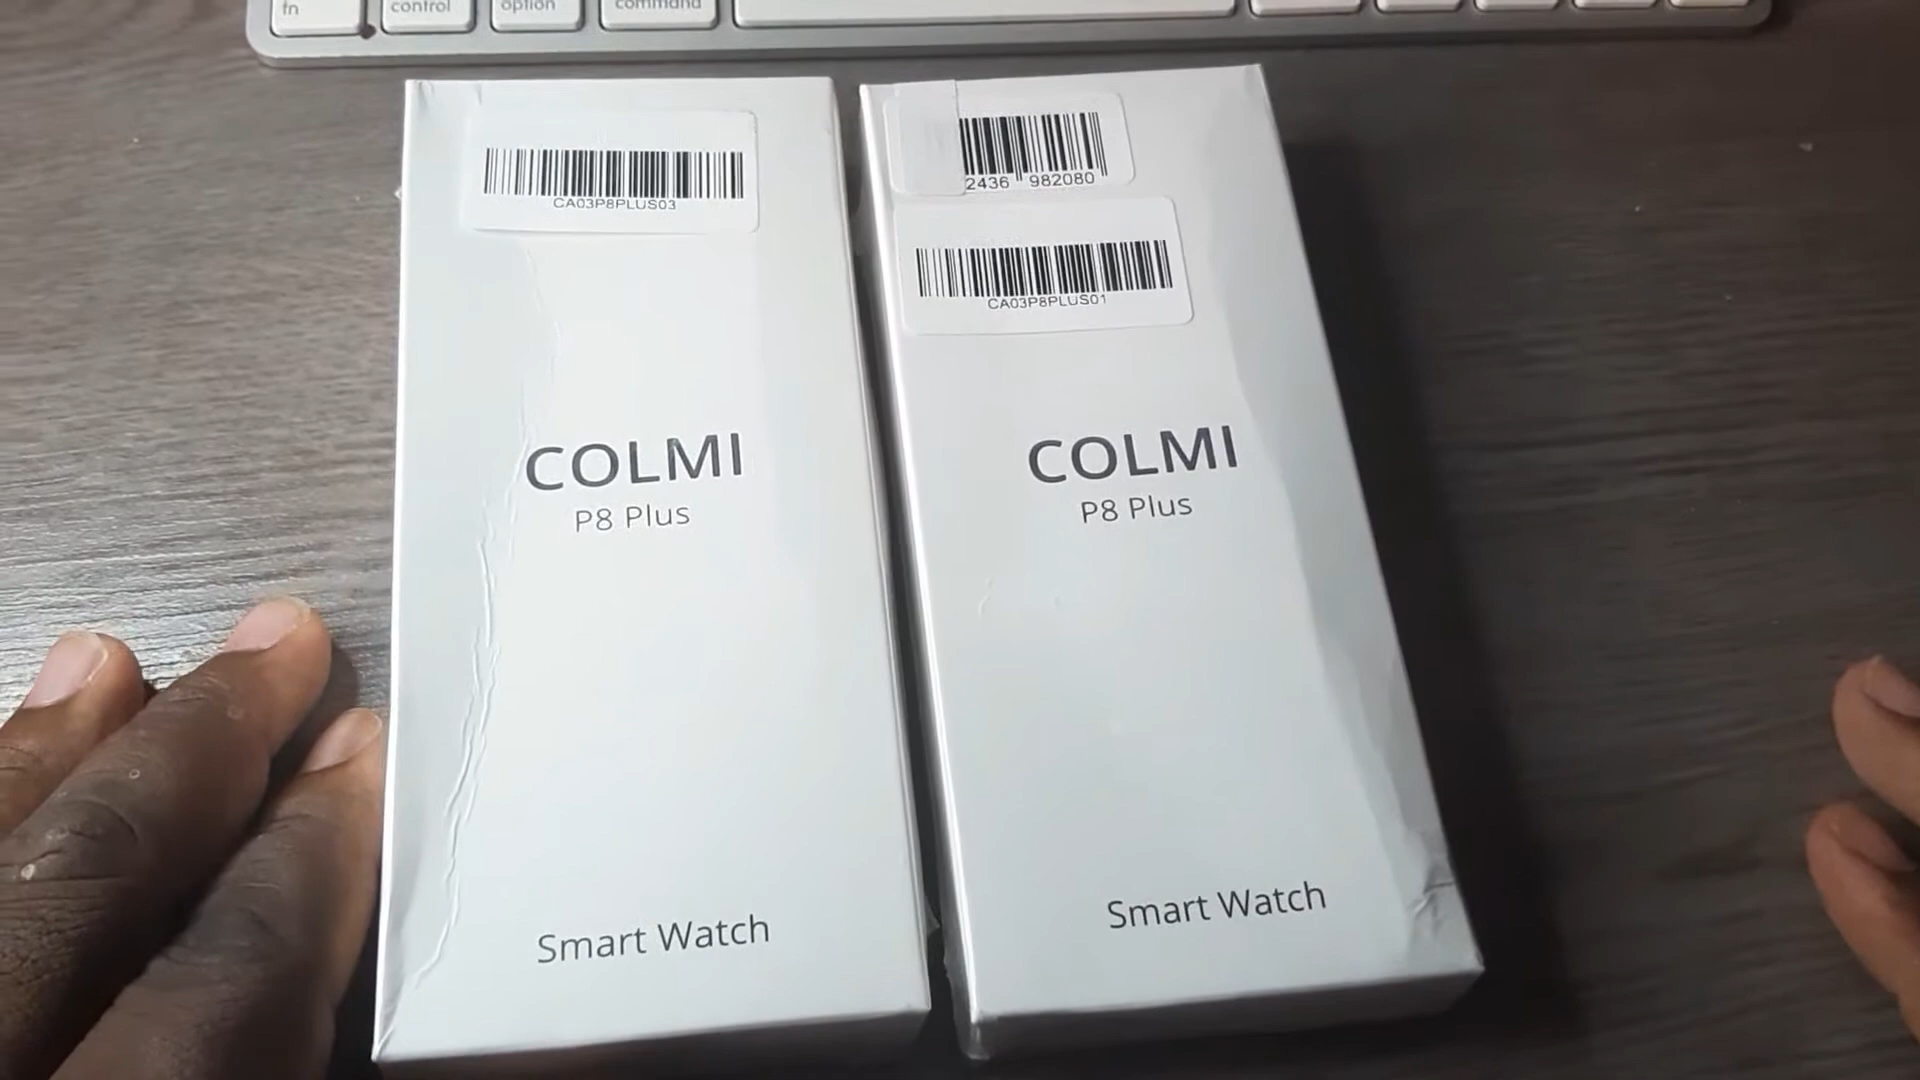 fn
control
option
command
CA03P8PLUS03
COLMI
P8 Plus
Smart Watch
2436 982080
CA03P8PLUS01
COLMI
P8 Plus
Smart Watch